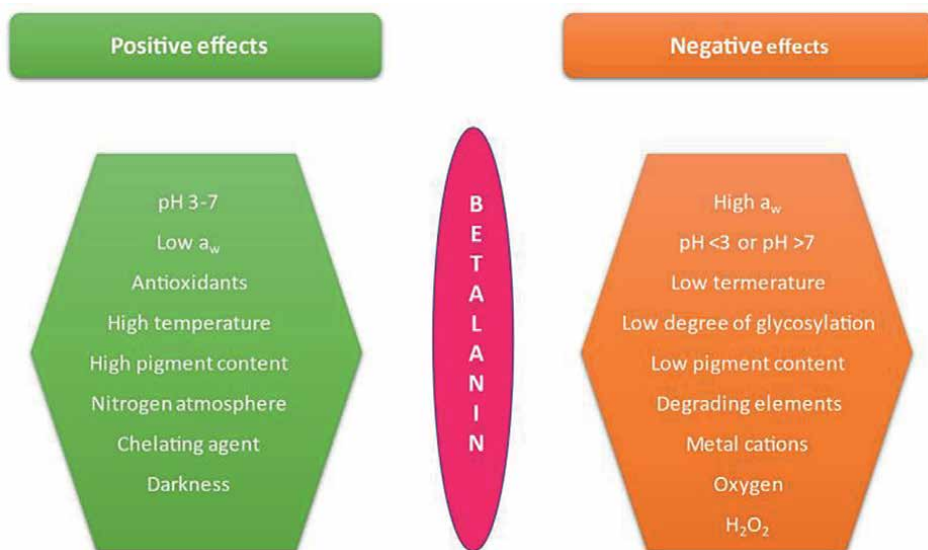 Positive effects
Negative effects
pH 3-7
Low a𝗐
Antioxidants
High temperature
High pigment content
Nitrogen atmosphere
Chelating agent
Darkness
BETALANIN
High a𝗐
pH <3 or pH >7
Low termerature
Low degree of glycosylation
Low pigment content
Degrading elements
Metal cations
Oxygen
H₂O₂